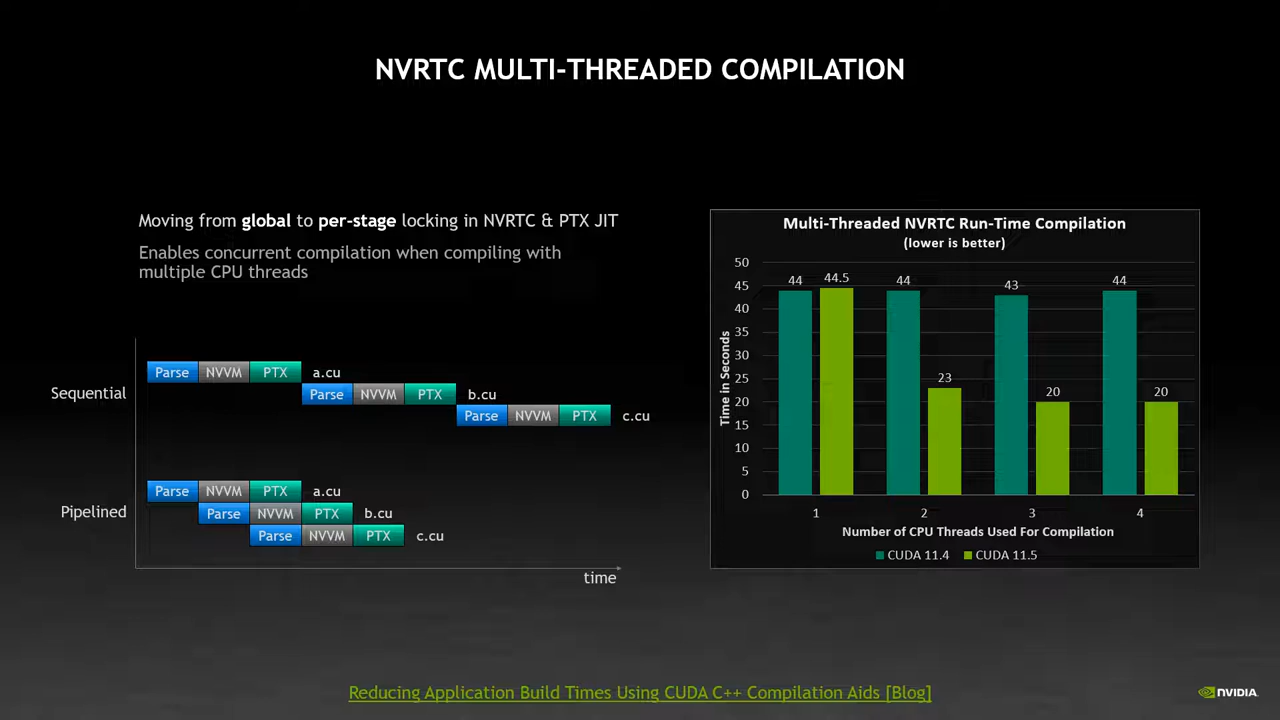 NVRTC MULTI-THREADED COMPILATION
Moving from global to per-stage locking in NVRTC & PTX JIT
Enables concurrent compilation when compiling with
multiple CPU threads
Sequential
Parse NVVM PTX a.cu
Parse NVVM PTX b.cu
Parse NVVM PTX c.cu
Pipelined
Parse NVVM PTX a.cu
Parse NVVM PTX b.cu
Parse NVVM PTX c.cu
time
Multi-Threaded NVRTC Run-Time Compilation
(lower is better)
Time in Seconds
50
45
40
35
30
25
20
15
10
5
0
44 44.5 44 23 43 20 44 20
1 2 3 4
Number of CPU Threads Used For Compilation
CUDA 11.4 CUDA 11.5
Reducing Application Build Times Using CUDA C++ Compilation Aids [Blog]
NVIDIA.